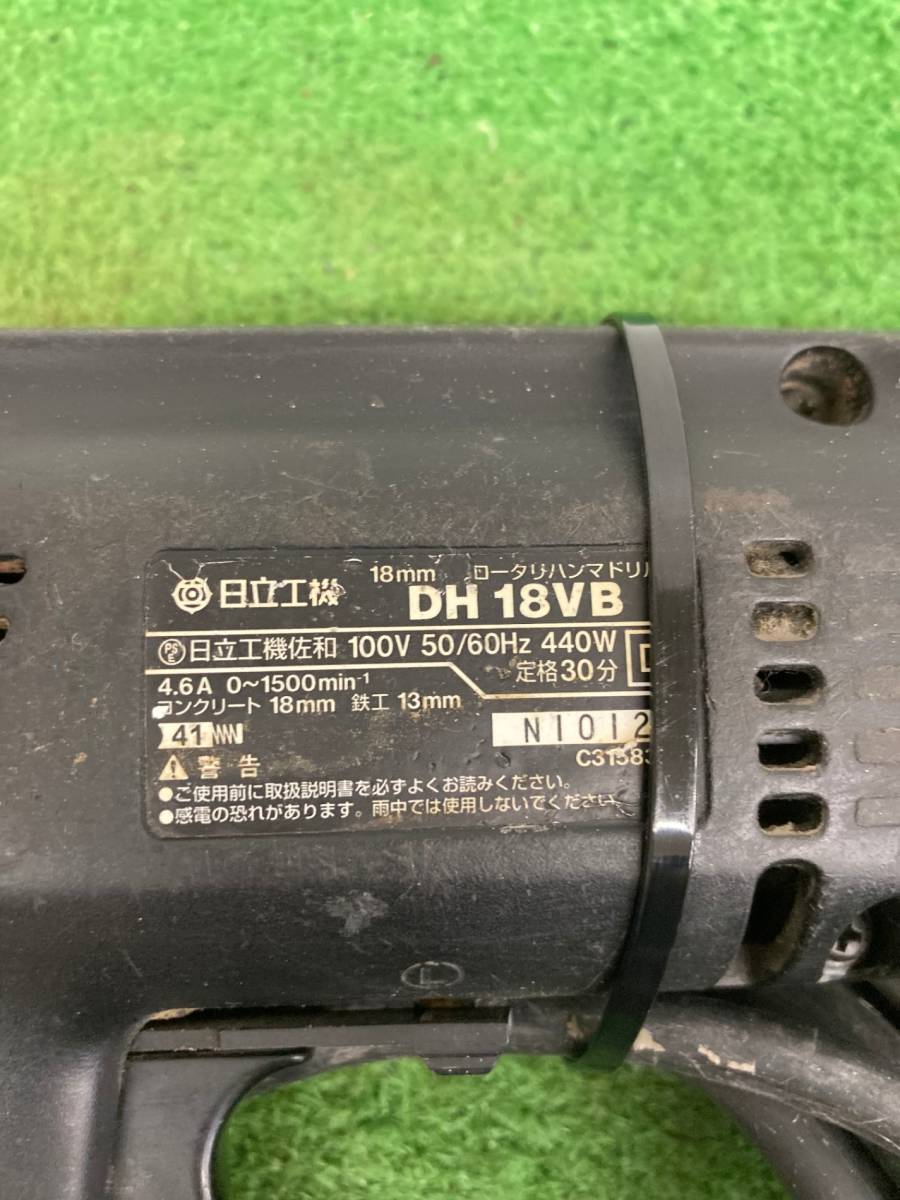 18mm ロータリハンマドリル
日立工機 DH 18VB
PS E 日立工機佐和 100V 50/60Hz 440W
定格30分
4.6A 0~1500min⁻¹
コンクリート 18mm 鉄工 13mm
41 NNN
N1012
C31583
警告
●ご使用前に取扱説明書を必ずよくお読みください。
●感電の恐れがあります。雨中では使用しないでください。
L